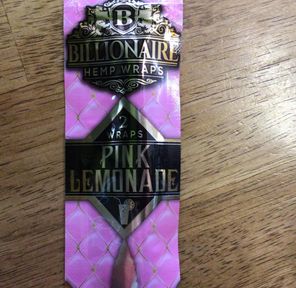 B
BILLIONAIRE
HEMP WRAPS
2
WRAPS
PINK
LEMONADE